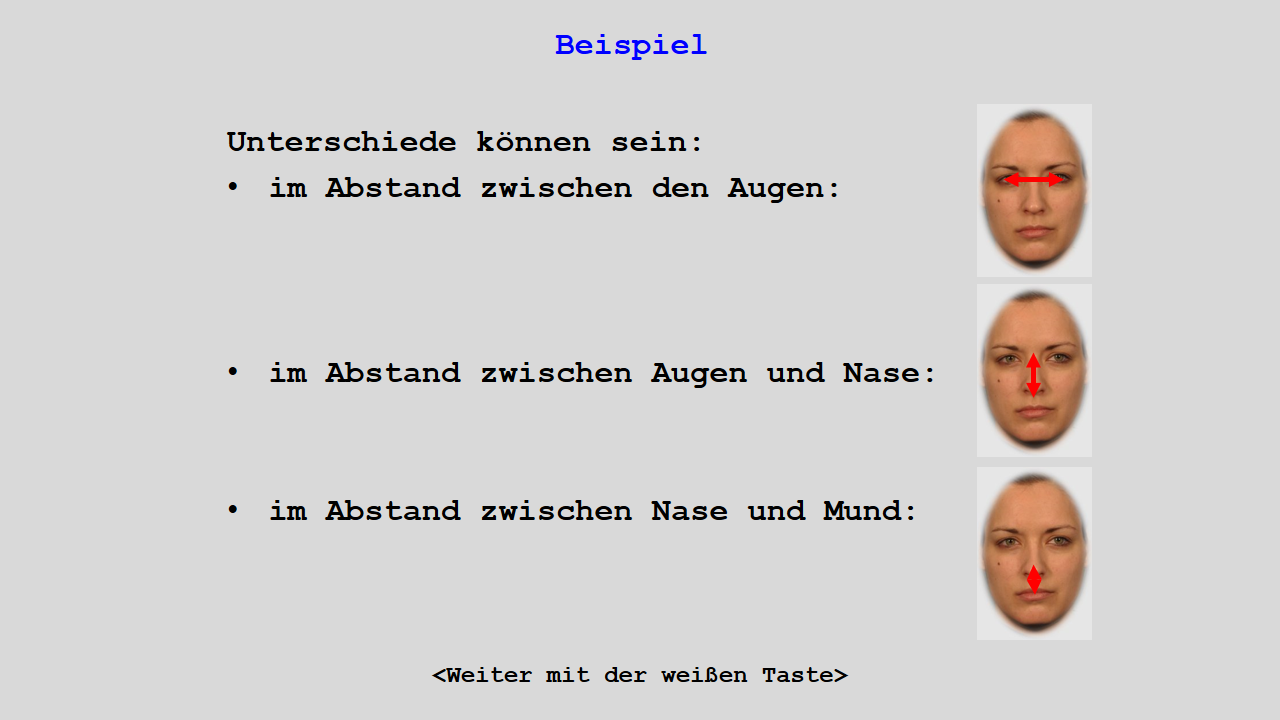 Beispiel
Unterschiede können sein:
• im Abstand zwischen den Augen:
• im Abstand zwischen Augen und Nase:
• im Abstand zwischen Nase und Mund:
<Weiter mit der weißen Taste>